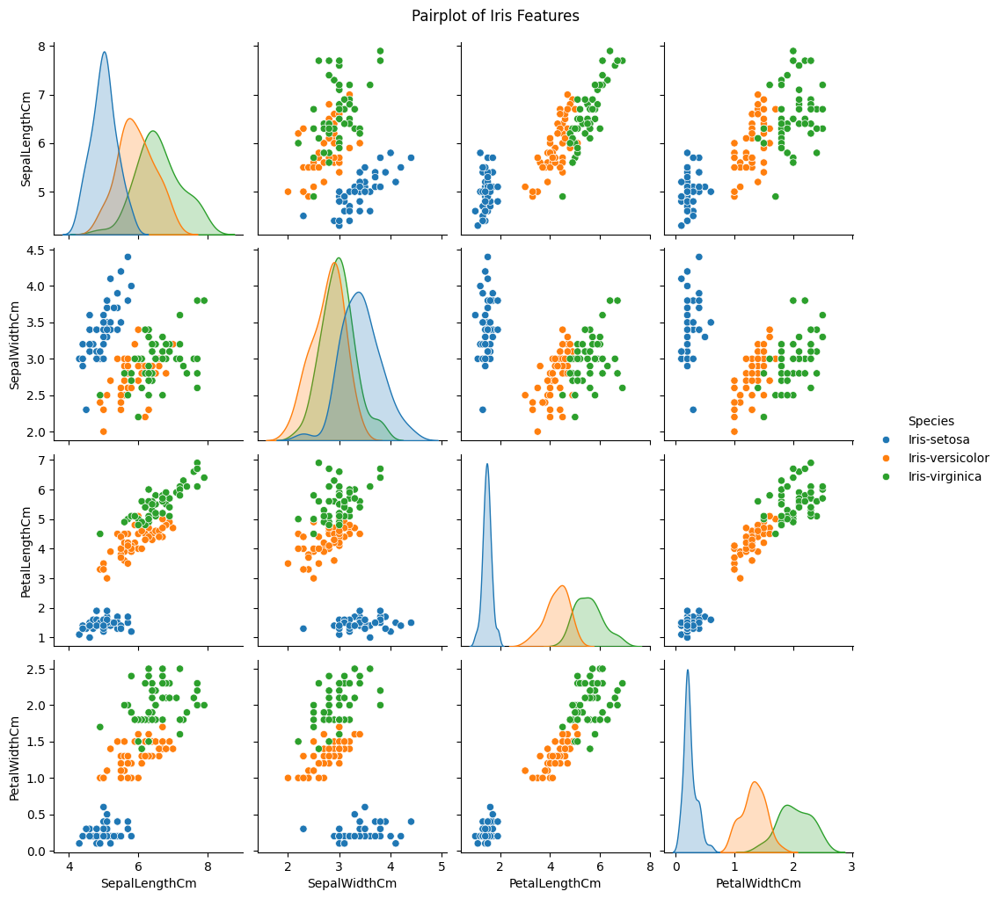 Pairplot of Iris Features
8
7
6
5
SepalLengthCm
4.5
4.0
3.5
3.0
2.5
2.0
SepalWidthCm
Species
Iris-setosa
Iris-versicolor
Iris-virginica
7
6
5
4
3
2
1
PetalLengthCm
2.5
2.0
1.5
1.0
0.5
0.0
PetalWidthCm
4 6 8
2 3 4 5
2 4 6 8
0 1 2 3
SepalLengthCm
SepalWidthCm
PetalLengthCm
PetalWidthCm